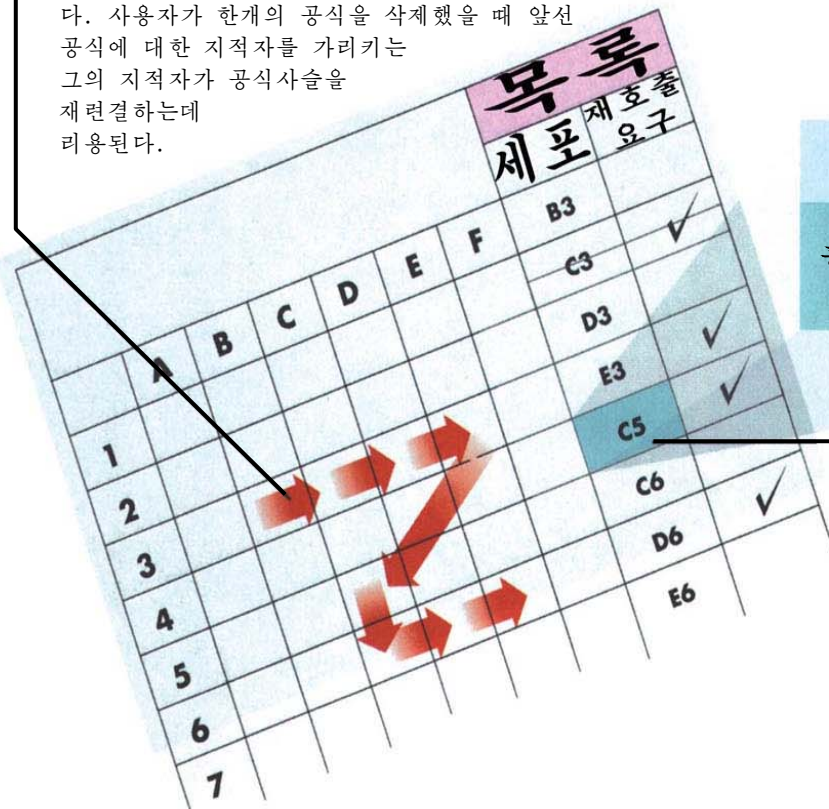 다. 사용자가 한개의 공식을 삭제했을 때 앞선
공식에 대한 지적자를 가리키는
그의 지적자가 공식사슬을
재련결하는데
리용된다.
목록
세포 재호출 요구
A B C D E F
B3 ✓
C3
D3 ✓
E3 ✓
C5
C6 ✓
D6
E6
1
2
3
4
5
6
7